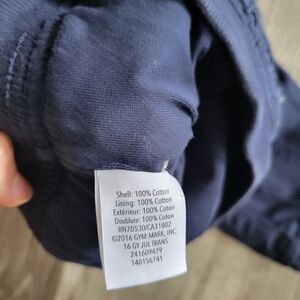 Shell: 100% Cotton
Lining: 100% Cotton
Extérieur: 100% Coton
Doublure: 100% Coton
RN70530/CA31802
©2016 GYM-MARK, INC.
16 GY JUL TRANS
241609479
140156741